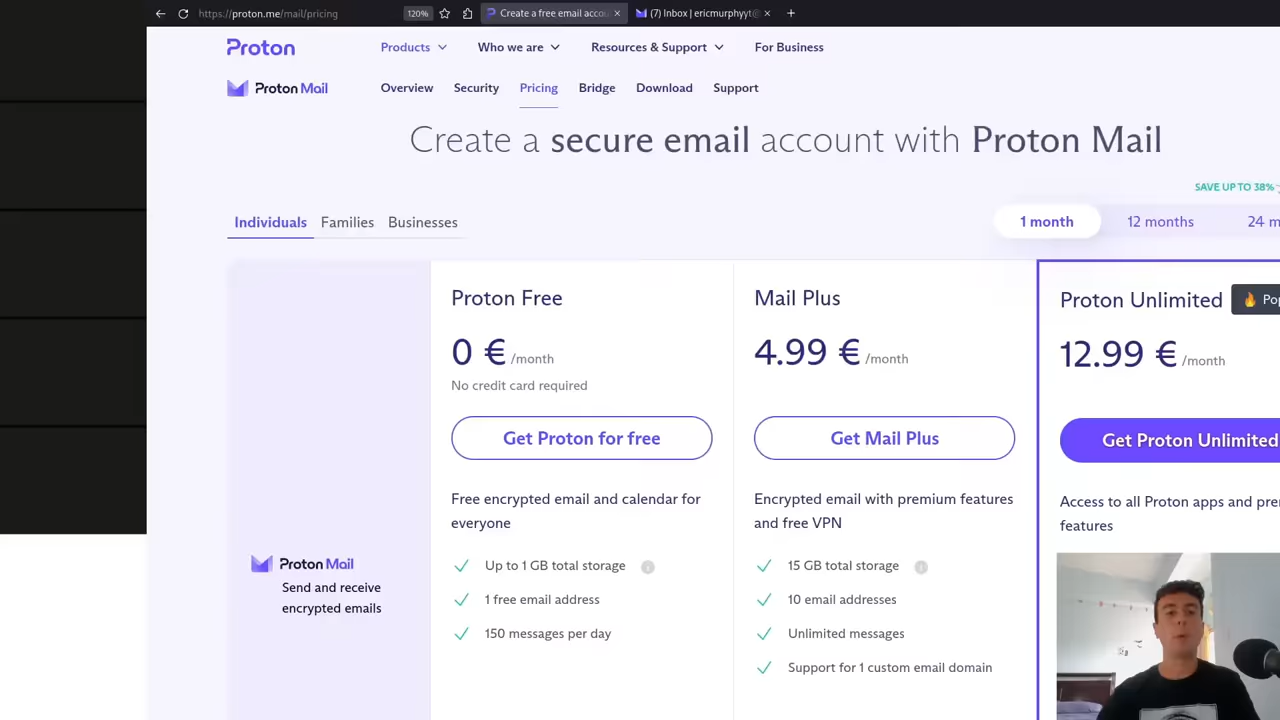 https://proton.me/mail/pricing
120%
Create a free email accou
(7) Inbox | ericmurphyyt@
Proton
Products
Who we are
Resources & Support
For Business
Proton Mail
Overview
Security
Pricing
Bridge
Download
Support
Create a secure email account with Proton Mail
SAVE UP TO 38%
Individuals
Families
Businesses
1 month
12 months
24 m
Proton Free
0 € /month
No credit card required
Get Proton for free
Free encrypted email and calendar for
everyone
Up to 1 GB total storage
1 free email address
150 messages per day
Mail Plus
4.99 € /month
Get Mail Plus
Encrypted email with premium features
and free VPN
15 GB total storage
10 email addresses
Unlimited messages
Support for 1 custom email domain
Proton Unlimited
Pop
12.99 € /month
Get Proton Unlimited
Access to all Proton apps and pre
features
Proton Mail
Send and receive
encrypted emails